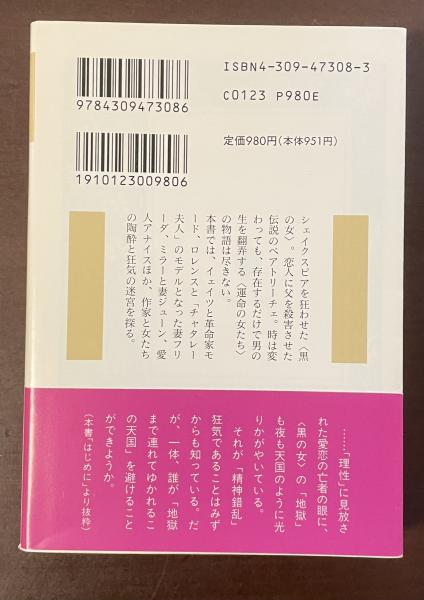 ISBN4-309-47308-3
C0123 P980E
9784309473086
定価980円(本体951円)
1910123009806
シェイクスピアを狂わせた〈黒
の女〉。恋人に父を殺害させた
伝説のベアトリーチェ。時は変
わっても、存在するだけで男の
生を翻弄する〈運命の女たち〉
の物語は尽きない。
本書では、イェイツと革命家モ
ード、ロレンスと「チャタレー
夫人」のモデルとなった妻フリ
ーダ、ミラーと妻ジューン、愛
人アナイスほか、作家と女たち
の陶酔と狂気の迷宮を探る。
……「理性」に見放さ
れた愛恋の亡者の眼に、
〈黒の女〉の「地獄」
も夜も天国のように光
りかがやいている。
それが「精神錯乱」
狂気であることはみず
からも知っている。だ
が、一体、誰が「地獄
まで連れてゆかれるこ
の天国」を避けること
ができようか。
(本書「はじめに」より抜粋)